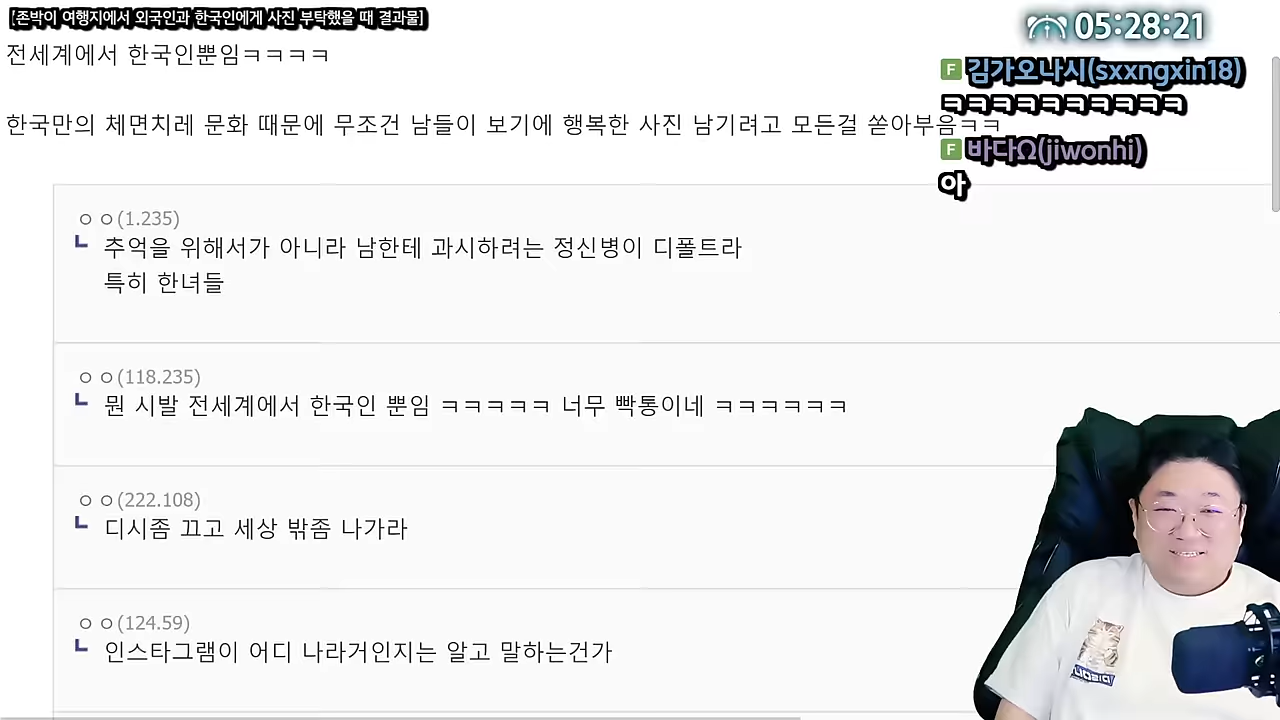 [존박이 여행지에서 외국인과 한국인에게 사진 부탁했을 때 결과물]
전세계에서 한국인뿐임ㅋㅋㅋㅋ
05:28:21
F 김가오나시(sxxngxin18)
ㅋㅋㅋㅋㅋㅋㅋㅋㅋㅋ
한국만의 체면치레 문화 때문에 무조건 남들이 보기에 행복한 사진 남기려고 모든걸 쏟아부음ㅋㅋ
F 바다Ω(jiwonhi)
아
ㅇㅇ(1.235)
추억을 위해서가 아니라 남한테 과시하려는 정신병이 디폴트라
특히 한녀들
ㅇㅇ(118.235)
뭔 시발 전세계에서 한국인 뿐임 ㅋㅋㅋㅋㅋ 너무 빡통이네 ㅋㅋㅋㅋㅋㅋ
ㅇㅇ(222.108)
디시좀 끄고 세상 밖좀 나가라
ㅇㅇ(124.59)
인스타그램이 어디 나라거인지는 알고 말하는건가